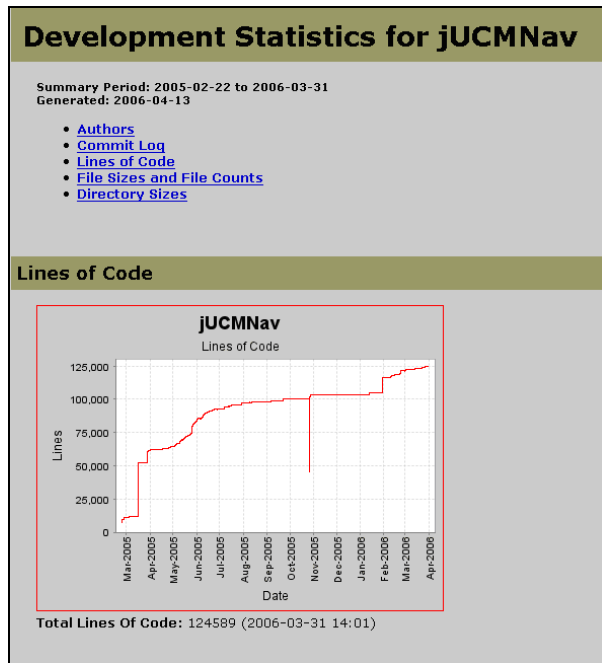 Development Statistics for jUCMNav
Summary Period: 2005-02-22 to 2006-03-31
Generated: 2006-04-13
• Authors
• Commit Log
• Lines of Code
• File Sizes and File Counts
• Directory Sizes
Lines of Code
jUCMNav
Lines of Code
125,000
100,000
75,000
50,000
25,000
0
Lines
Mar-2005
Apr-2005
May-2005
Jun-2005
Jul-2005
Aug-2005
Sep-2005
Oct-2005
Nov-2005
Dec-2005
Jan-2006
Feb-2006
Mar-2006
Apr-2006
Date
Total Lines Of Code: 124589 (2006-03-31 14:01)